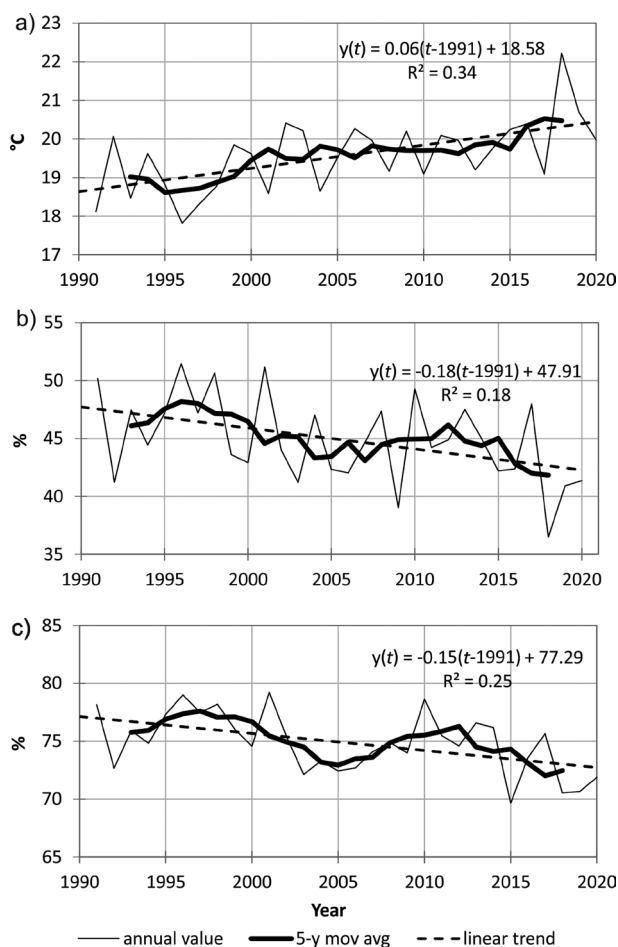 a)
23
22
21
20
19
18
17
°C
y(t) = 0.06(t-1991) + 18.58
R² = 0.34
1990 1995 2000 2005 2010 2015 2020
b)
55
50
45
40
35
%
y(t) = -0.18(t-1991) + 47.91
R² = 0.18
1990 1995 2000 2005 2010 2015 2020
c)
85
80
75
70
65
%
y(t) = -0.15(t-1991) + 77.29
R² = 0.25
1990 1995 2000 2005 2010 2015 2020
Year
annual value 5-y mov avg linear trend